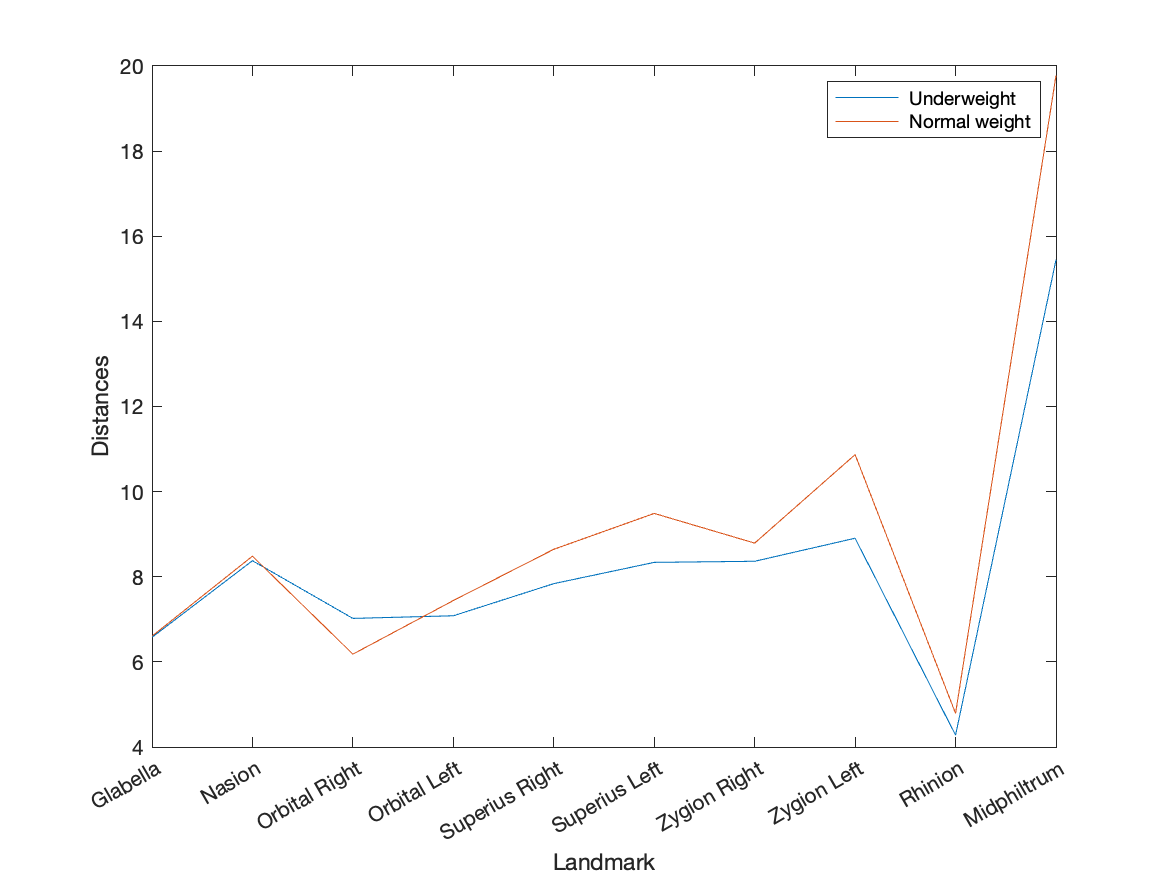 20
18
16
14
12
10
8
6
4
Distances
Underweight
Normal weight
Glabella
Nasion
Orbital Right
Orbital Left
Superius Right
Superius Left
Zygion Right
Zygion Left
Rhinion
Midphiltrum
Landmark